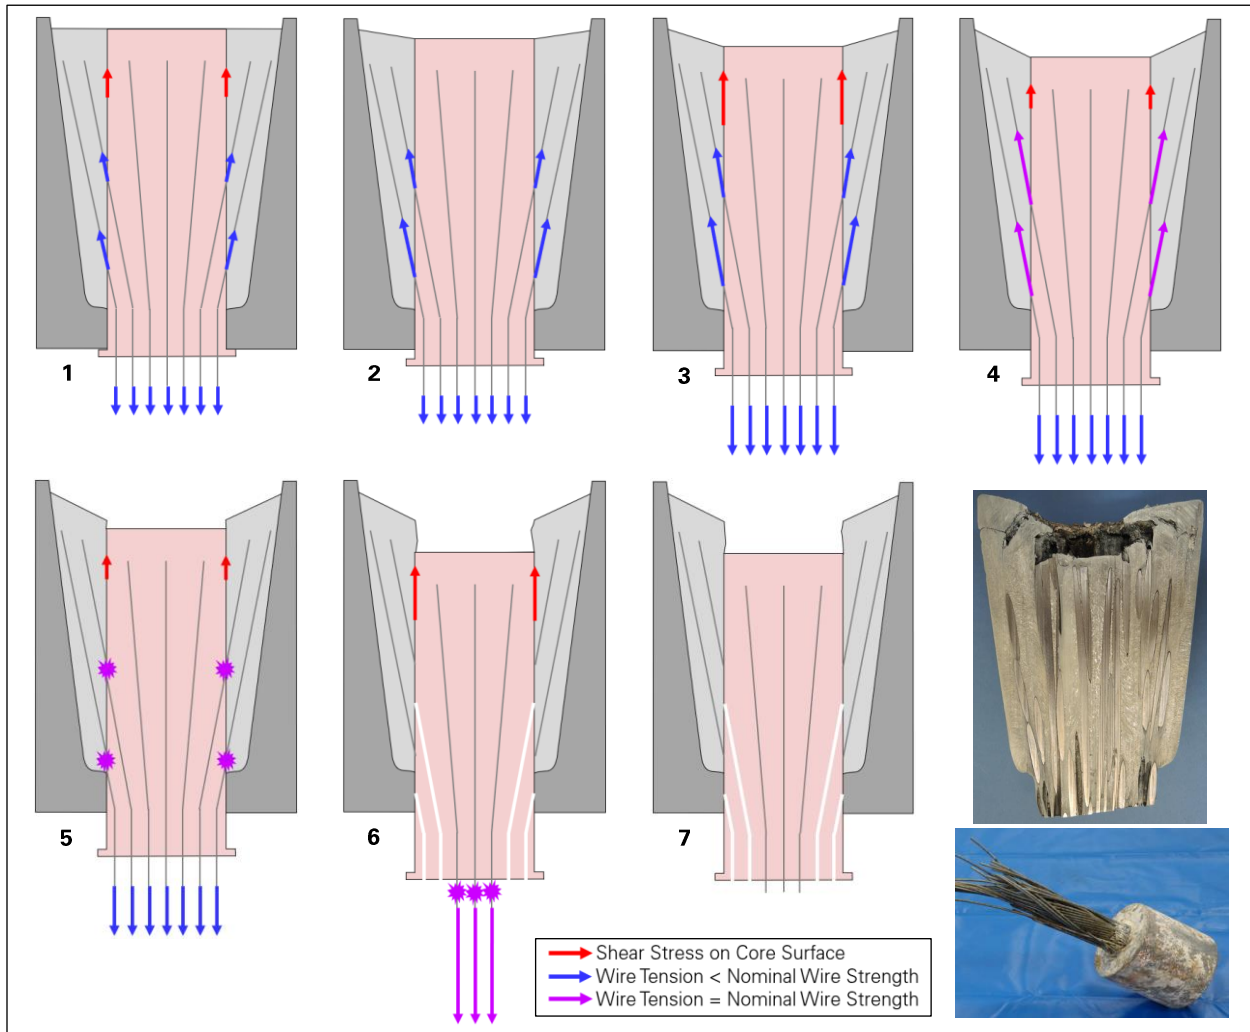 1
2
3
4
5
6
7
Shear Stress on Core Surface
Wire Tension < Nominal Wire Strength
Wire Tension = Nominal Wire Strength